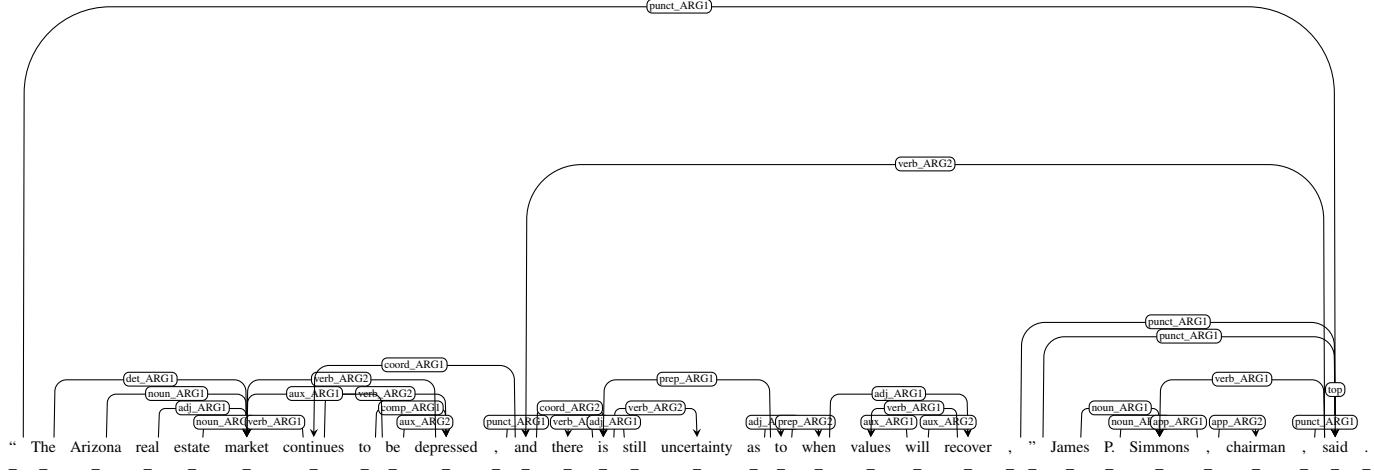 punct_ARG1
verb_ARG2
punct_ARG1
punct_ARG1
coord_ARG1
det_ARG1 verb_ARG2 prep_ARG1 verb_ARG1
top
noun_ARG1 aux_ARG1 verb_ARG2 adj_ARG1
adj_ARG1 comp_ARG1 coord_ARG2 verb_ARG2 verb_ARG1 noun_ARG1
verb_ARG1 aux_ARG2 punct_ARG1 prep_ARG2 aux_ARG1 aux_ARG2 app_ARG2 punct_ARG1
“ The Arizona real estate market continues to be depressed , and there is still uncertainty as to when values will recover , ” James P. Simmons , chairman , said .